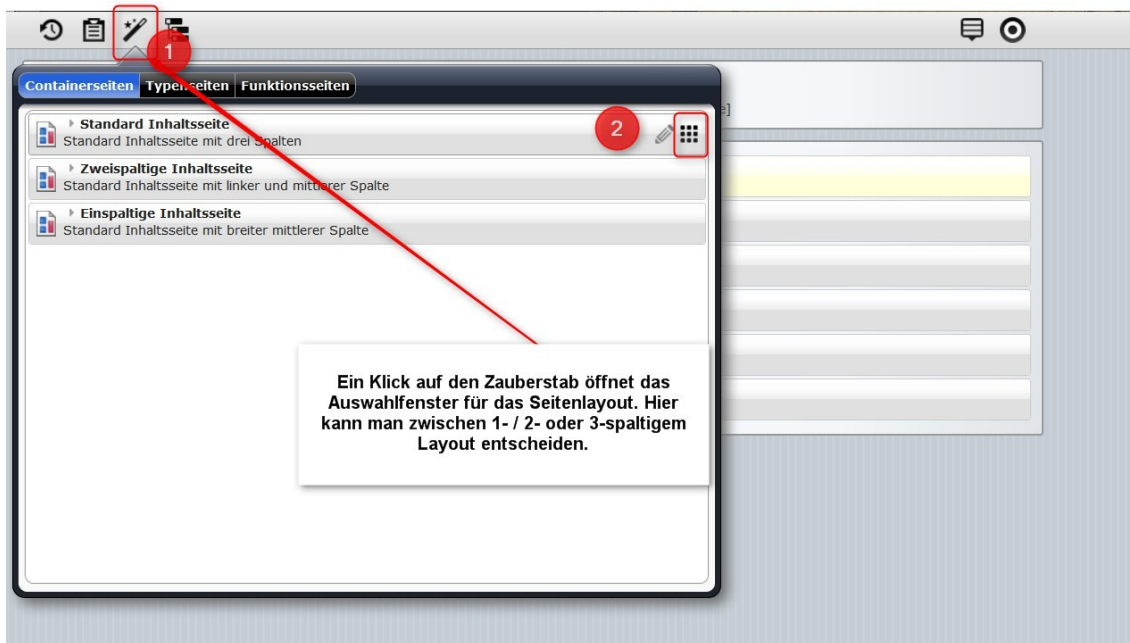 1
Containerseiten Typenseiten Funktionsseiten
e]
Standard Inhaltsseite
2
Standard Inhaltsseite mit drei Spalten
Zweispaltige Inhaltsseite
Standard Inhaltsseite mit linker und mittlerer Spalte
Einspaltige Inhaltsseite
Standard Inhaltsseite mit breiter mittlerer Spalte
Ein Klick auf den Zauberstab öffnet das
Auswahlfenster für das Seitenlayout. Hier
kann man zwischen 1- / 2- oder 3-spaltigem
Layout entscheiden.